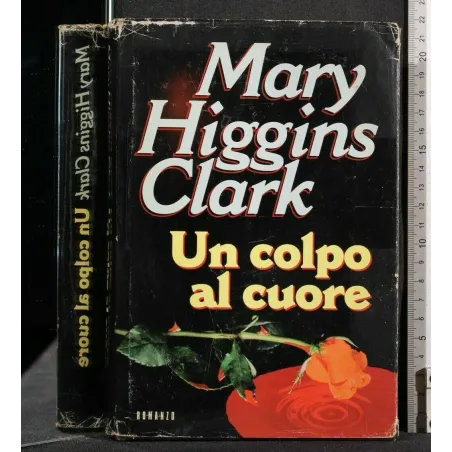 Mary
Higgins
Clark
Un colpo
al cuore
ROMANZO
Mary Higgins Clark
Un colpo al cuore